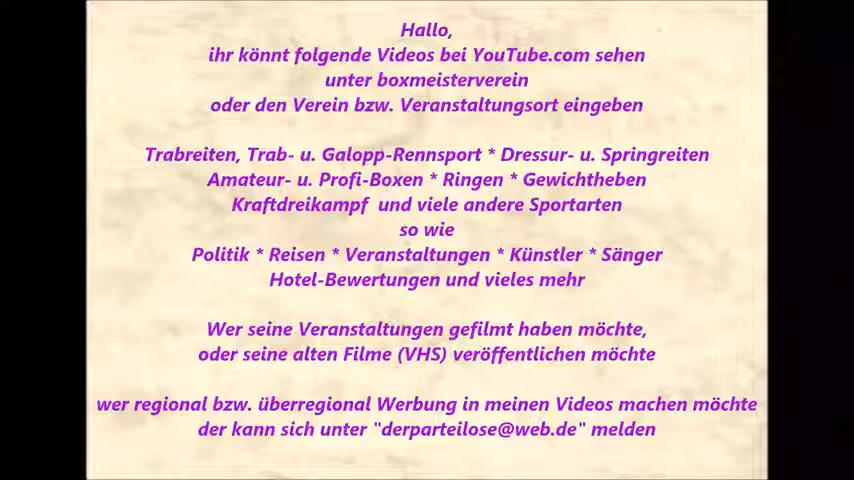 Hallo,
ihr könnt folgende Videos bei YouTube.com sehen
unter boxmeisterverein
oder den Verein bzw. Veranstaltungsort eingeben
Trabreiten, Trab- u. Galopp-Rennsport * Dressur- u. Springreiten
Amateur- u. Profi-Boxen * Ringen * Gewichtheben
Kraftdreikampf und viele andere Sportarten
so wie
Politik * Reisen * Veranstaltungen * Künstler * Sänger
Hotel-Bewertungen und vieles mehr
Wer seine Veranstaltungen gefilmt haben möchte,
oder seine alten Filme (VHS) veröffentlichen möchte
wer regional bzw. überregional Werbung in meinen Videos machen möchte
der kann sich unter "derparteilose@web.de" melden